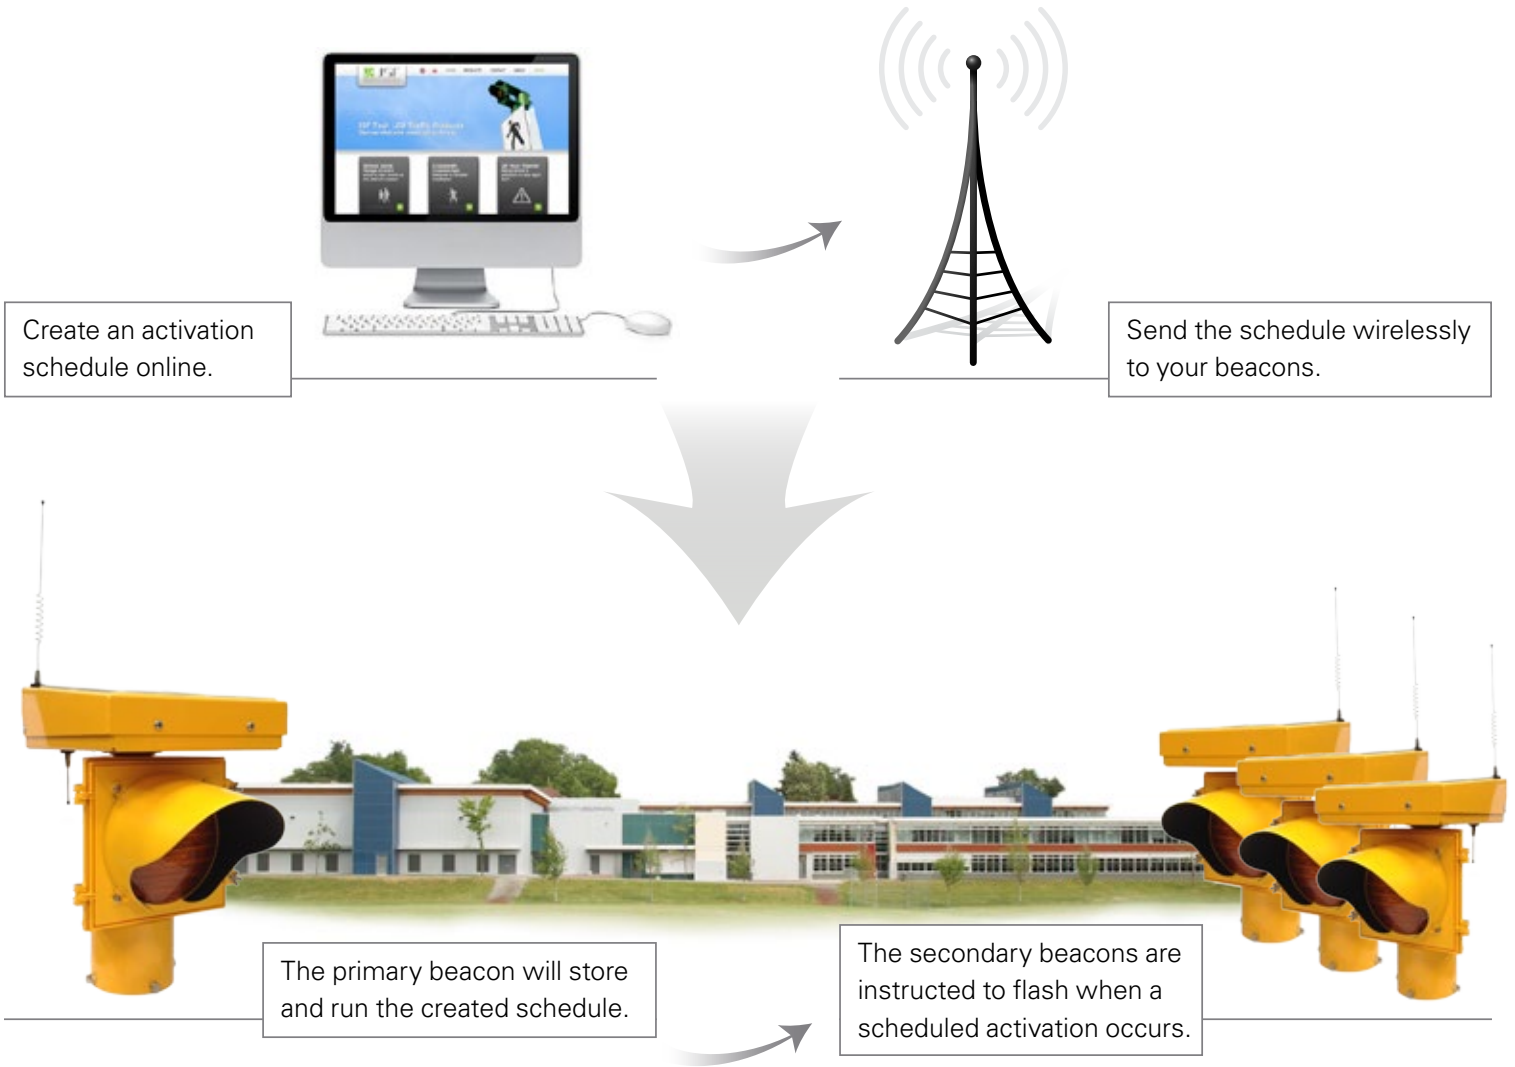 Create an activation
schedule online.
Send the schedule wirelessly
to your beacons.
The primary beacon will store
and run the created schedule.
The secondary beacons are
instructed to flash when a
scheduled activation occurs.